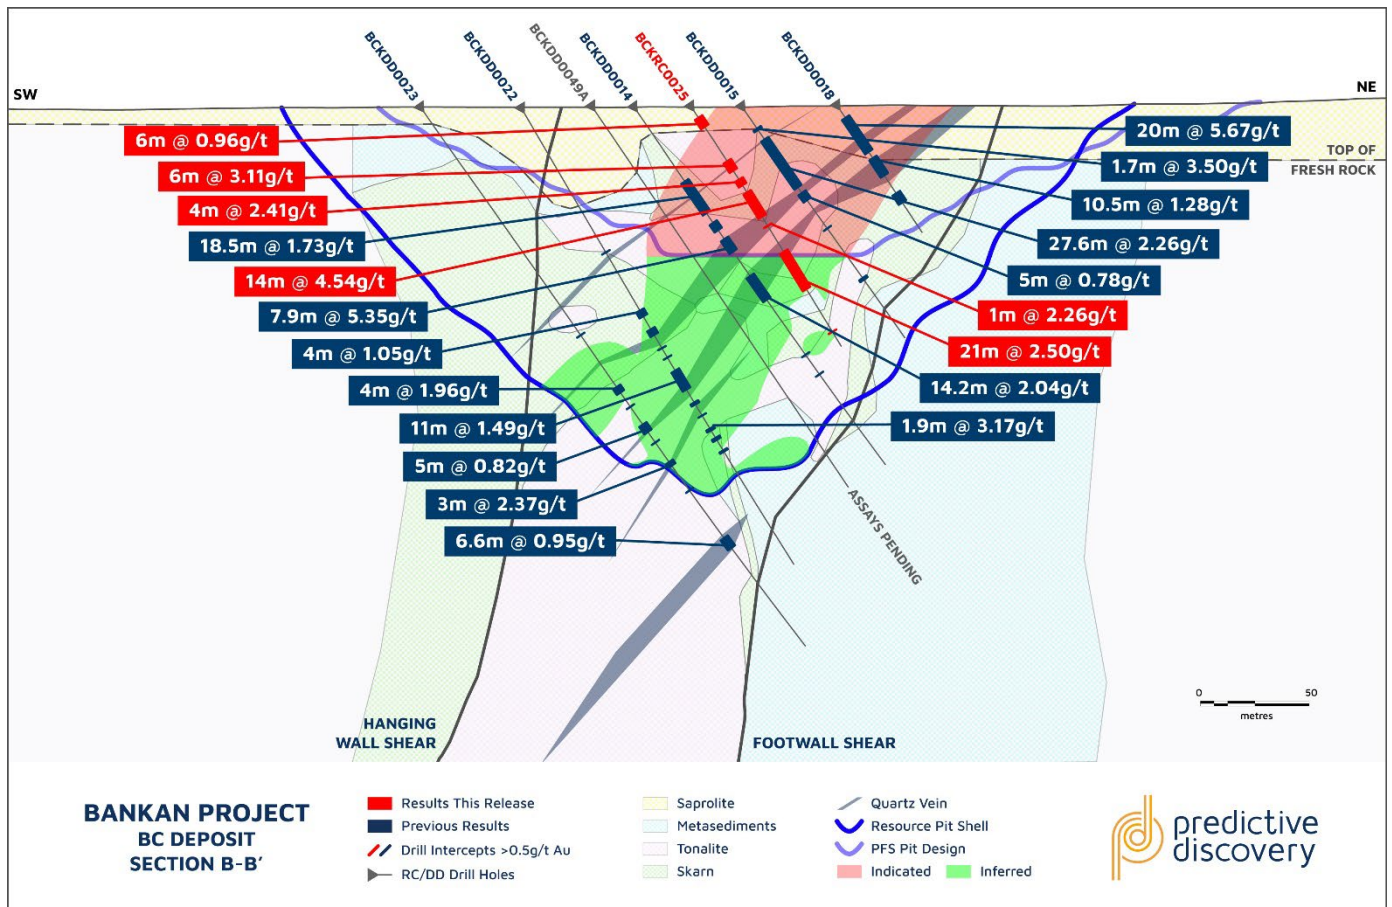 BCKDD0023
BCKDD0022
BCKDD0049A
BCKDD0014
BCKRC0025
BCKDD0015
BCKDD0018
SW
NE
6m @ 0.96g/t
6m @ 3.11g/t
4m @ 2.41g/t
18.5m @ 1.73g/t
14m @ 4.54g/t
7.9m @ 5.35g/t
4m @ 1.05g/t
4m @ 1.96g/t
11m @ 1.49g/t
5m @ 0.82g/t
3m @ 2.37g/t
6.6m @ 0.95g/t
20m @ 5.67g/t
1.7m @ 3.50g/t
10.5m @ 1.28g/t
27.6m @ 2.26g/t
5m @ 0.78g/t
1m @ 2.26g/t
21m @ 2.50g/t
14.2m @ 2.04g/t
1.9m @ 3.17g/t
TOP OF
FRESH ROCK
ASSAYS PENDING
HANGING
WALL SHEAR
FOOTWALL SHEAR
0 50
metres
BANKAN PROJECT
BC DEPOSIT
SECTION B-B'
Results This Release
Previous Results
Drill Intercepts >0.5g/t Au
RC/DD Drill Holes
Saprolite
Metasediments
Tonalite
Skarn
Quartz Vein
Resource Pit Shell
PFS Pit Design
Indicated Inferred
predictive
discovery